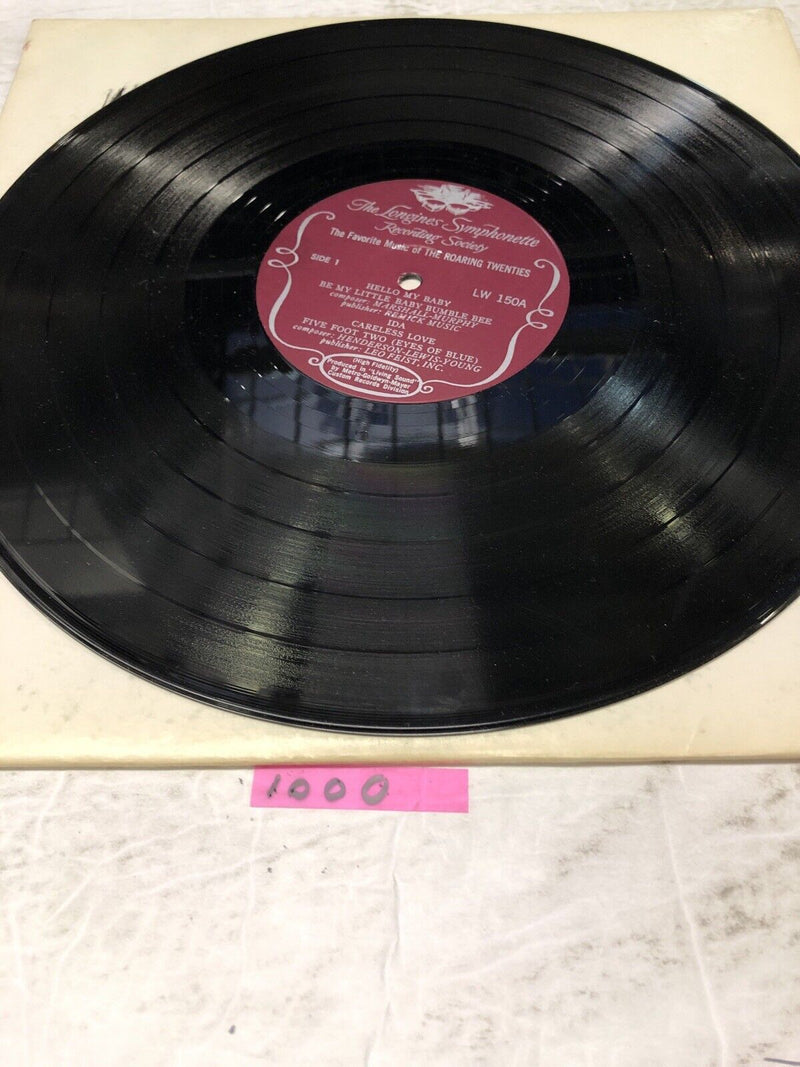 The Longines Symphonette
Recording Society
The Favorite Music of THE ROARING TWENTIES
SIDE 1
LW 150A
HELLO MY BABY
BE MY LITTLE BABY BUMBLE BEE
composer: MARSHALL-MURPHY
publisher: REMICK MUSIC
IDA
CARELESS LOVE
FIVE FOOT TWO (EYES OF BLUE)
composer: HENDERSON-LEWIS-YOUNG
publisher: LEO FEIST, INC.
(High Fidelity)
Produced in "Living Sound"
by Metro-Goldwyn-Mayer
Custom Records Division
1000